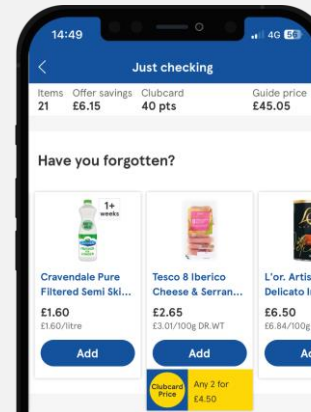 14:49
4G 56
Just checking
Items Offer savings Clubcard Guide price
21 £6.15 40 pts £45.05
Have you forgotten?
1+
weeks
Cravendale Pure
Filtered Semi Ski...
£1.60
£1.60/litre
Add
Tesco 8 Iberico
Cheese & Serran...
£2.65
£3.01/100g DR.WT
Add
Clubcard
Price
Any 2 for
£4.50
L'or. Artis
Delicato In
£6.50
£6.84/100g